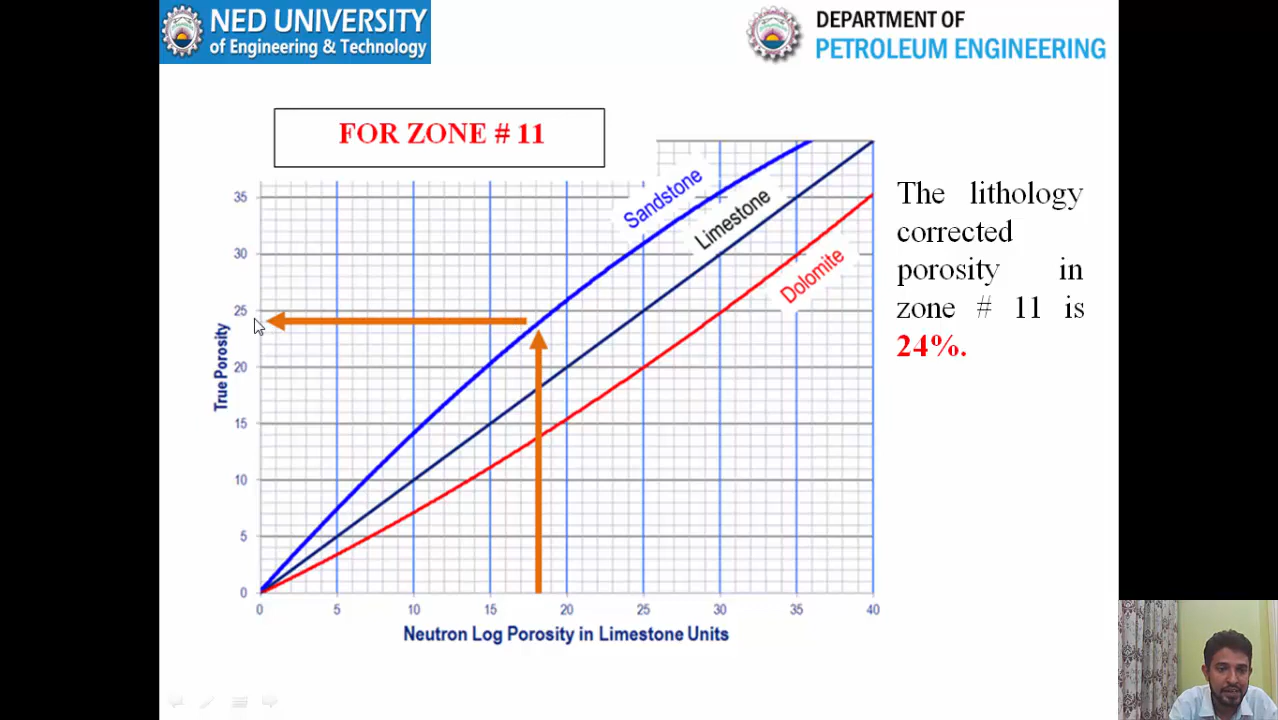 NED UNIVERSITY
of Engineering & Technology
DEPARTMENT OF
PETROLEUM ENGINEERING
FOR ZONE # 11
The lithology
corrected
porosity in
zone # 11 is
24%.
Sandstone
Limestone
Dolomite
True Porosity
35
30
25
20
15
10
5
0
0 5 10 15 20 25 30 35 40
Neutron Log Porosity in Limestone Units